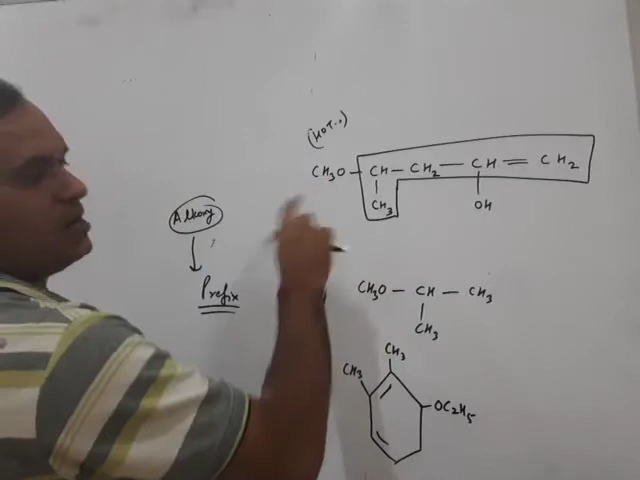 (HOT..)
CH3O — CH — CH2 — CH = CH2
CH3
OH
Alkoxy
Prefix
CH3O — CH — CH3
CH3
CH3
CH3
OC2H5